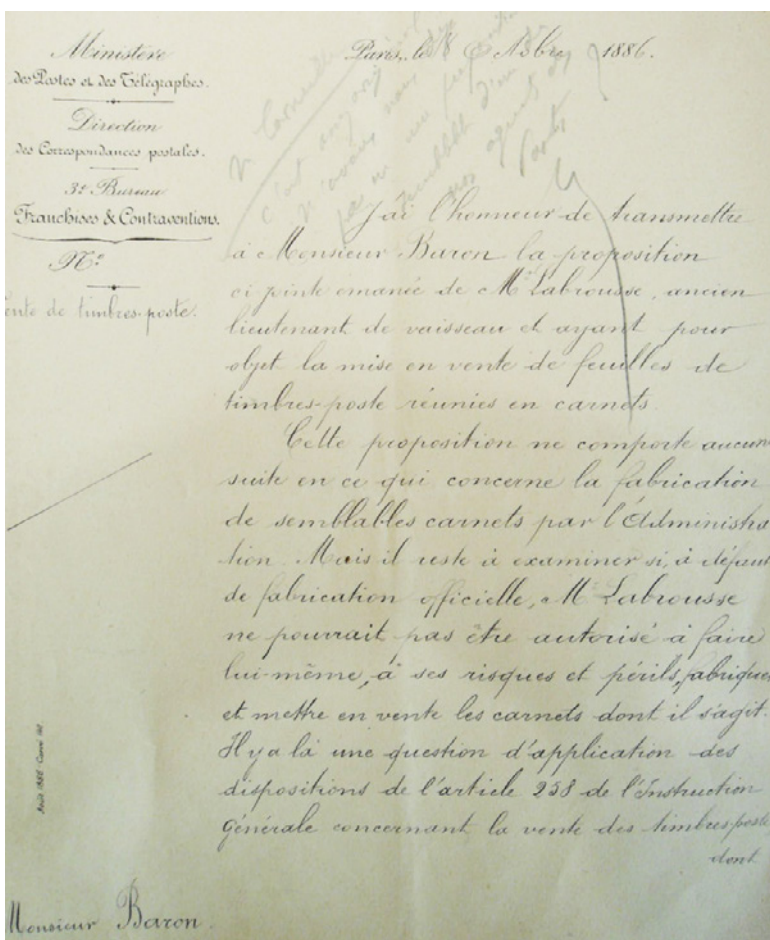 Ministère
des Postes et des Télégraphes.
Direction
des Correspondances postales.
3e Bureau
Franchises & Contraventions.
No
ente de timbres-poste.
Paris, le 8 Octobre 1886.
J'ai l'honneur de transmettre
à Monsieur Baron la proposition
ci-jointe émanée de Mr Labrousse, ancien
lieutenant de vaisseau et ayant pour
objet la mise en vente de feuilles de
timbres-poste réunies en carnets.
Cette proposition ne comporte aucune
suite en ce qui concerne la fabrication
de semblables carnets par l'Administra
tion. Mais il reste à examiner si, à défaut
de fabrication officielle, Mr Labrousse
ne pourrait pas être autorisé à faire
lui-même, à ses risques et périls, fabriquer
et mettre en vente les carnets dont il s'agit.
Il y a là une question d'application des
dispositions de l'article 238 de l'Instruction
Générale concernant la vente des timbres-poste
dont
Monsieur Baron.